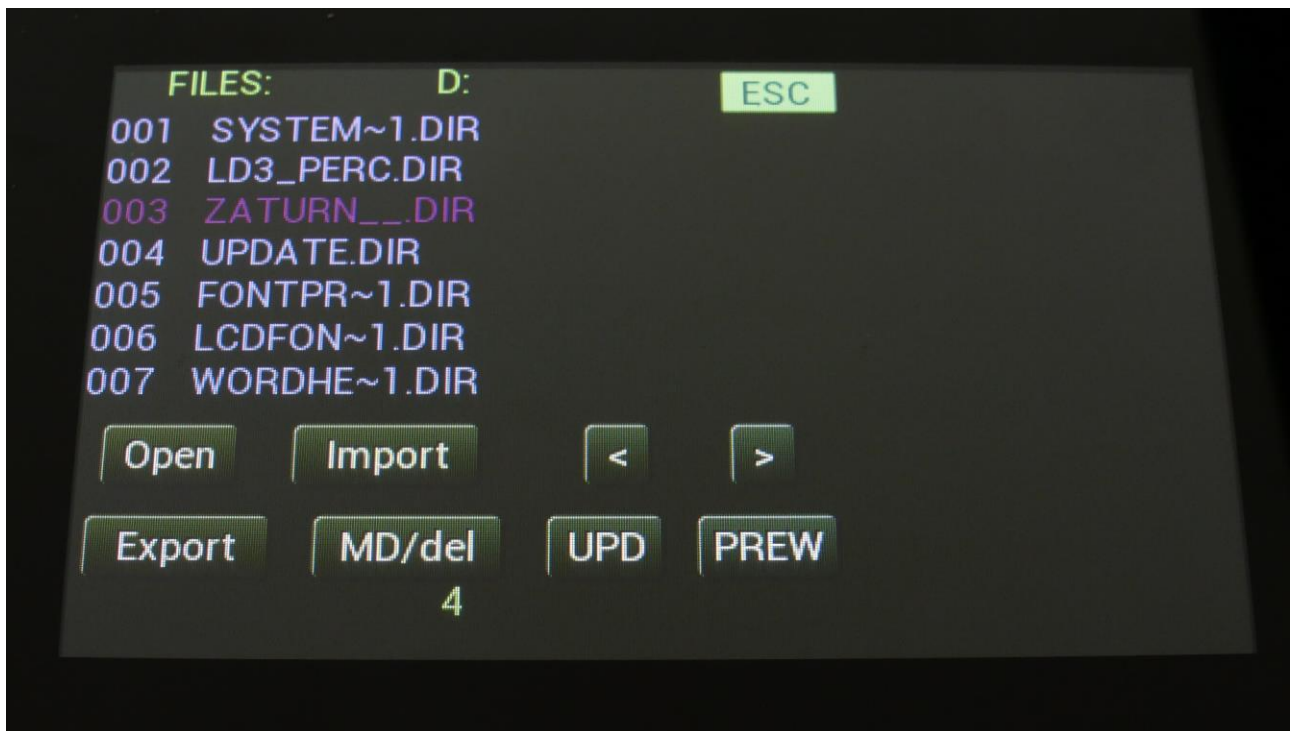 FILES: D: ESC
001 SYSTEM~1.DIR
002 LD3_PERC.DIR
003 ZATURN__.DIR
004 UPDATE.DIR
005 FONTPR~1.DIR
006 LCDFON~1.DIR
007 WORDHE~1.DIR
Open Import < >
Export MD/del UPD PREW
4